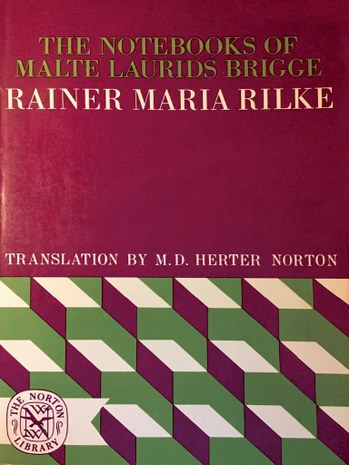 THE NOTEBOOKS OF
MALTE LAURIDS BRIGGE
RAINER MARIA RILKE
TRANSLATION BY M.D. HERTER NORTON
THE NORTON
LIBRARY